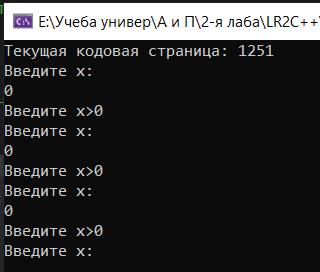 E:\Учеба универ\А и П\2-я лаба\LR2C++\
Текущая кодовая страница: 1251
Введите x:
0
Введите x>0
Введите x:
0
Введите x>0
Введите x:
0
Введите x>0
Введите x: